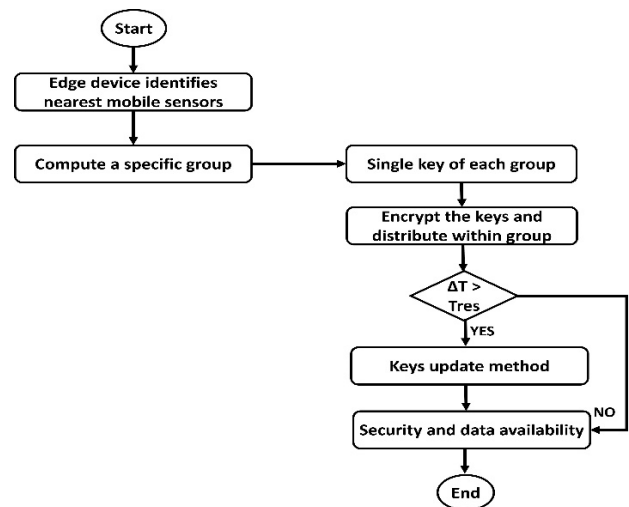 Start
Edge device identifies
nearest mobile sensors
Compute a specific group
Single key of each group
Encrypt the keys and
distribute within group
ΔT >
Tres
YES
Keys update method
NO
Security and data availability
End